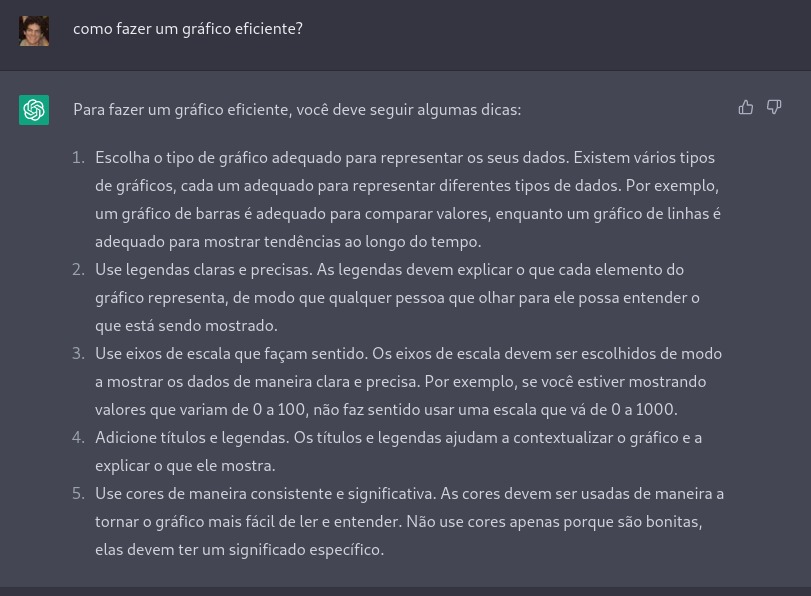 como fazer um gráfico eficiente?
Para fazer um gráfico eficiente, você deve seguir algumas dicas:
1. Escolha o tipo de gráfico adequado para representar os seus dados. Existem vários tipos
de gráficos, cada um adequado para representar diferentes tipos de dados. Por exemplo,
um gráfico de barras é adequado para comparar valores, enquanto um gráfico de linhas é
adequado para mostrar tendências ao longo do tempo.
2. Use legendas claras e precisas. As legendas devem explicar o que cada elemento do
gráfico representa, de modo que qualquer pessoa que olhar para ele possa entender o
que está sendo mostrado.
3. Use eixos de escala que façam sentido. Os eixos de escala devem ser escolhidos de modo
a mostrar os dados de maneira clara e precisa. Por exemplo, se você estiver mostrando
valores que variam de 0 a 100, não faz sentido usar uma escala que vá de 0 a 1000.
4. Adicione títulos e legendas. Os títulos e legendas ajudam a contextualizar o gráfico e a
explicar o que ele mostra.
5. Use cores de maneira consistente e significativa. As cores devem ser usadas de maneira a
tornar o gráfico mais fácil de ler e entender. Não use cores apenas porque são bonitas,
elas devem ter um significado específico.